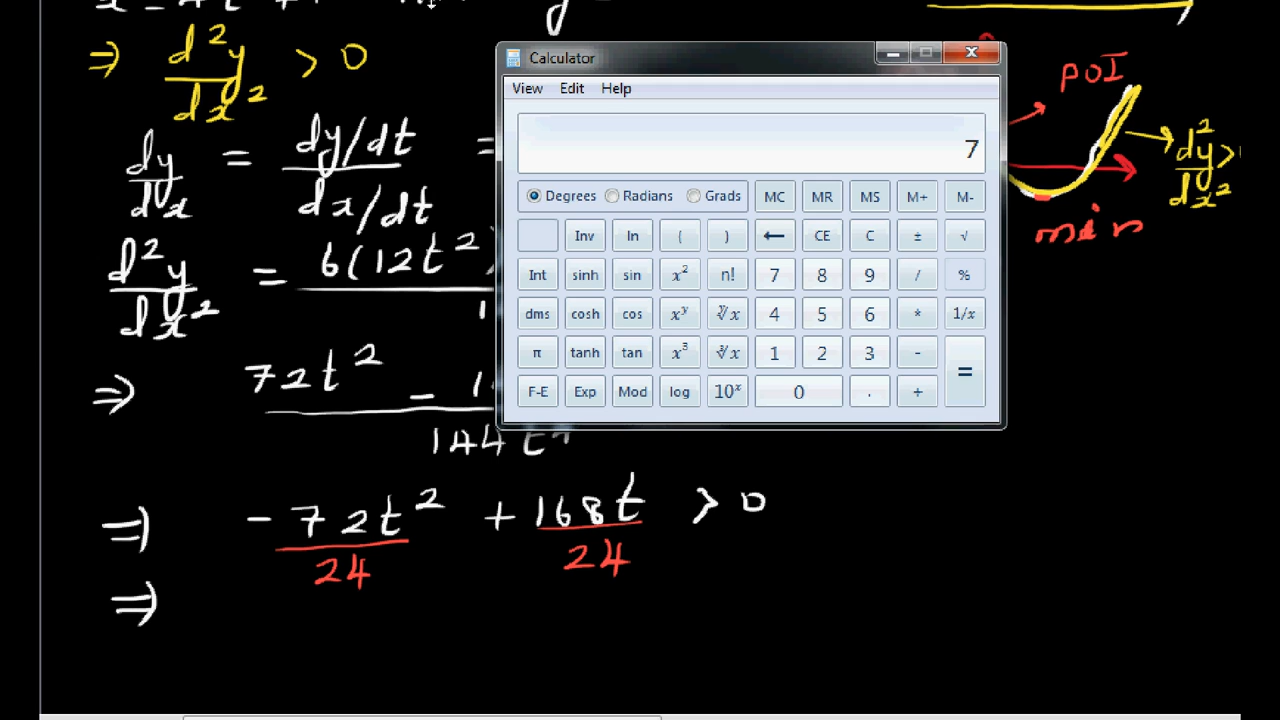 ⇒ d²y/dx² > 0
dy/dx = dy/dt / dx/dt =
d²y/dx² = 6(12t²)
⇒ 72t² -
144t
⇒ -72t²/24 + 168t/24 > 0
⇒
POI
d²y/dx² >
min
Calculator
View Edit Help
7
Degrees Radians Grads MC MR MS M+ M-
Inv ln ( ) ← CE C ± √
Int sinh sin x² n! 7 8 9 / %
dms cosh cos xʸ ʸ√x 4 5 6 * 1/x
π tanh tan x³ ³√x 1 2 3 - =
F-E Exp Mod log 10ˣ 0 . +